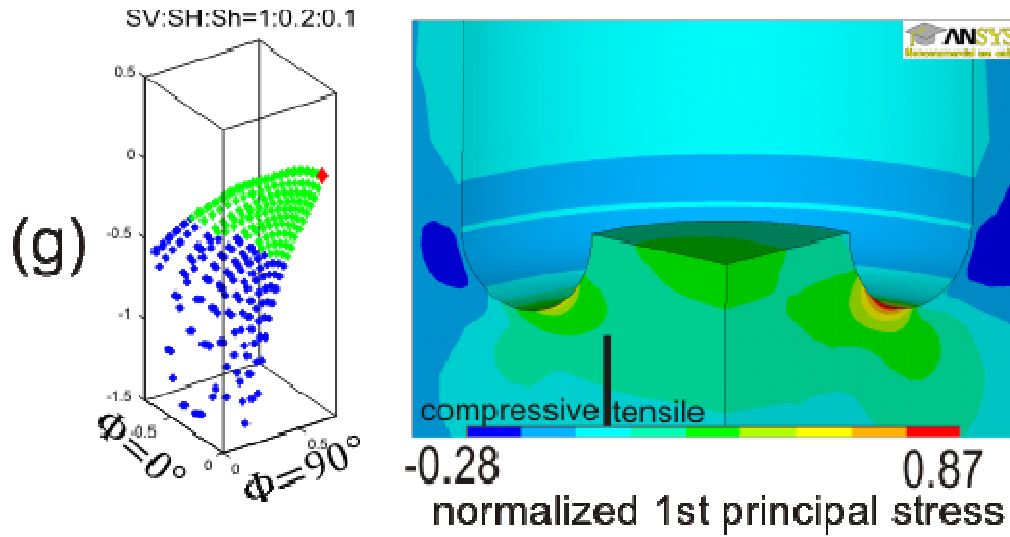 SV:SH:Sh=1:0.2:0.1
(g)
0.5
0
-0.5
-1
-1.5
-0.5
0
0
0.5
Φ=0°
Φ=90°
ANSYS
compressive tensile
-0.28
0.87
normalized 1st principal stress